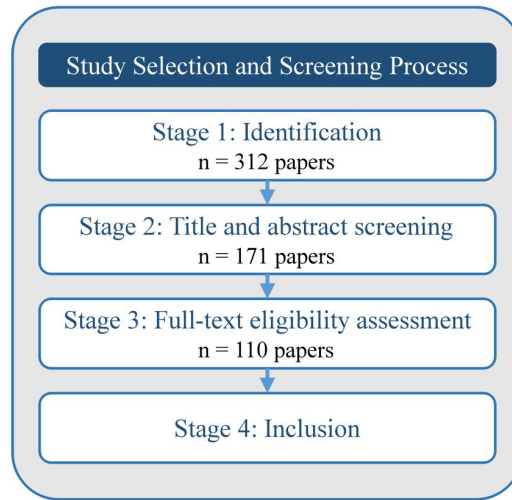 Study Selection and Screening Process
Stage 1: Identification
n = 312 papers
Stage 2: Title and abstract screening
n = 171 papers
Stage 3: Full-text eligibility assessment
n = 110 papers
Stage 4: Inclusion